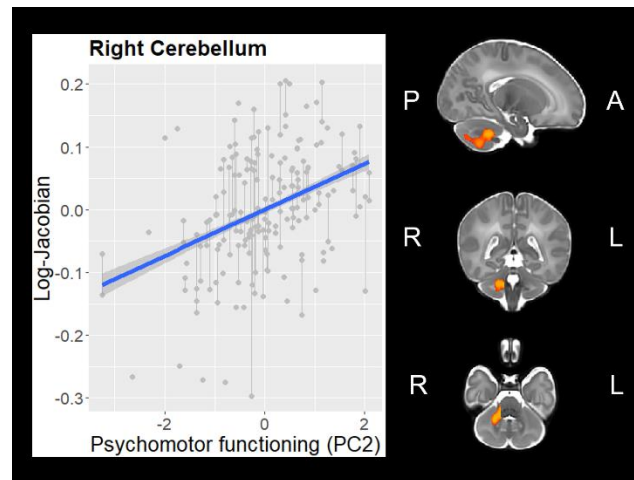 Right Cerebellum
Log-Jacobian
0.2
0.1
0.0
-0.1
-0.2
-0.3
-2
0
2
Psychomotor functioning (PC2)
P
A
R
L
R
L